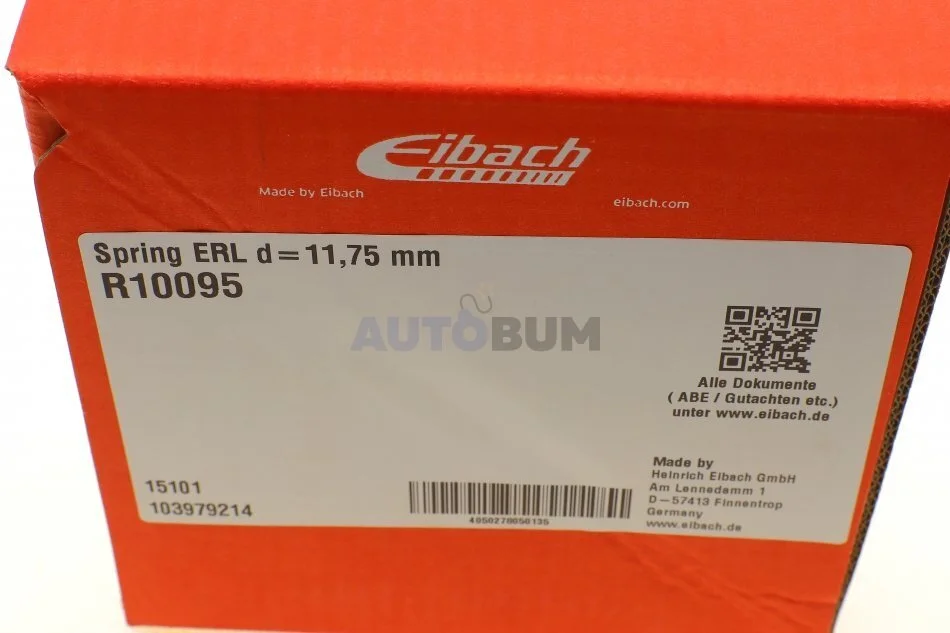 Eibach
Made by Eibach
eibach.com
Spring ERL d=11,75 mm
R10095
AUTOBUM
Alle Dokumente
( ABE / Gutachten etc.)
unter www.eibach.de
Made by
Heinrich Eibach GmbH
Am Lennedamm 1
D-57413 Finnentrop
Germany
www.eibach.de
15101
103979214
4050278050135